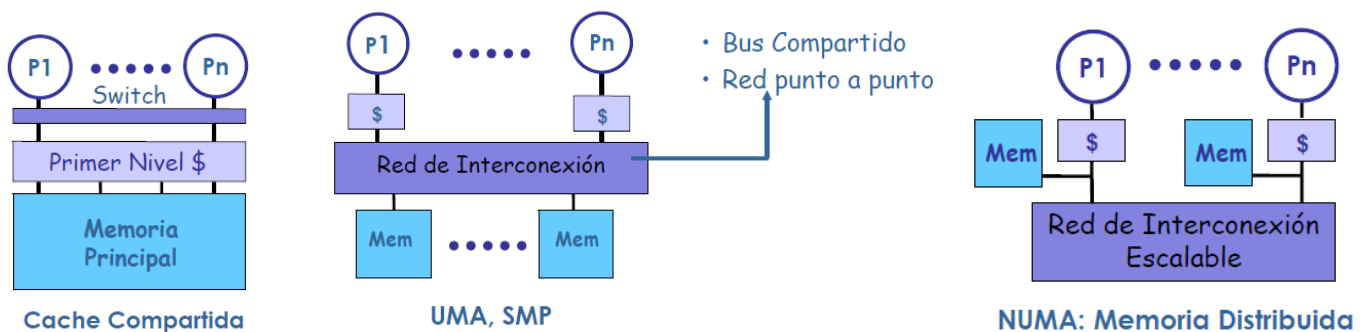 P1 Pn
Switch
Primer Nivel $
Memoria
Principal
Cache Compartida
P1 Pn
$ $
Red de Interconexión
Mem Mem
UMA, SMP
• Bus Compartido
• Red punto a punto
P1 Pn
Mem $ Mem $
Red de Interconexión
Escalable
NUMA: Memoria Distribuida